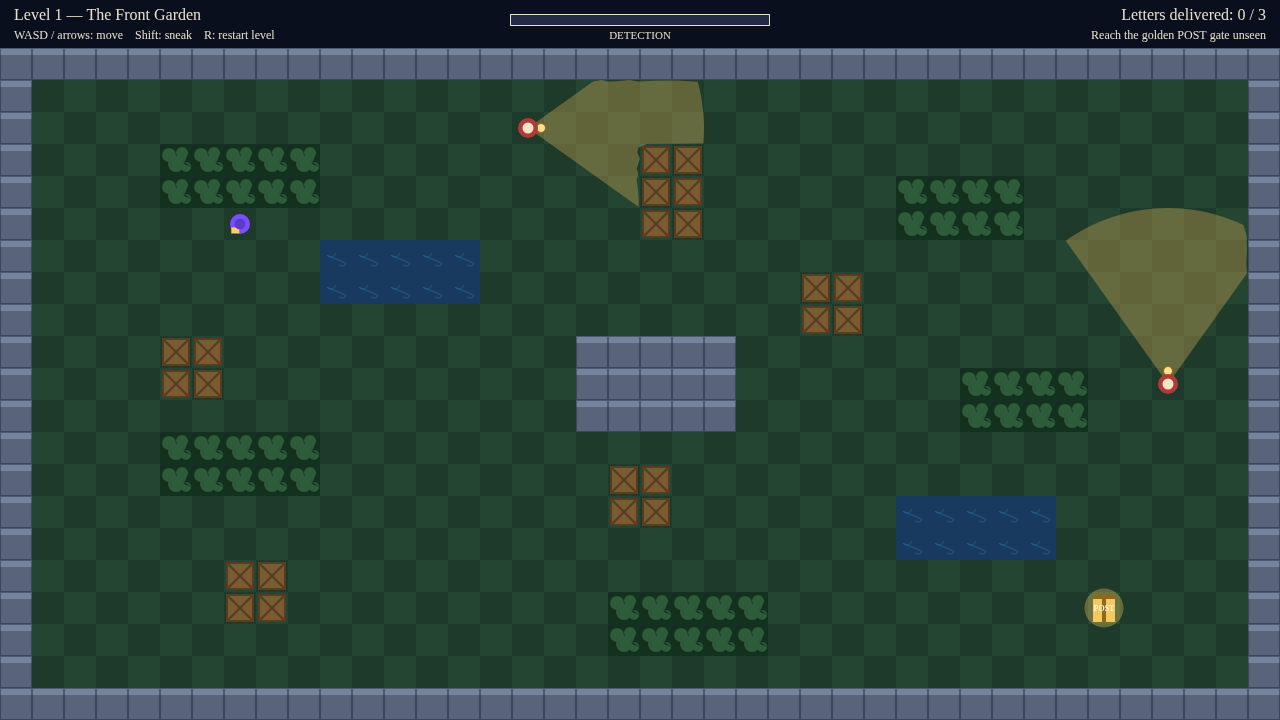 Level 1 — The Front Garden
WASD / arrows: move Shift: sneak R: restart level
DETECTION
Letters delivered: 0 / 3
Reach the golden POST gate unseen
POST